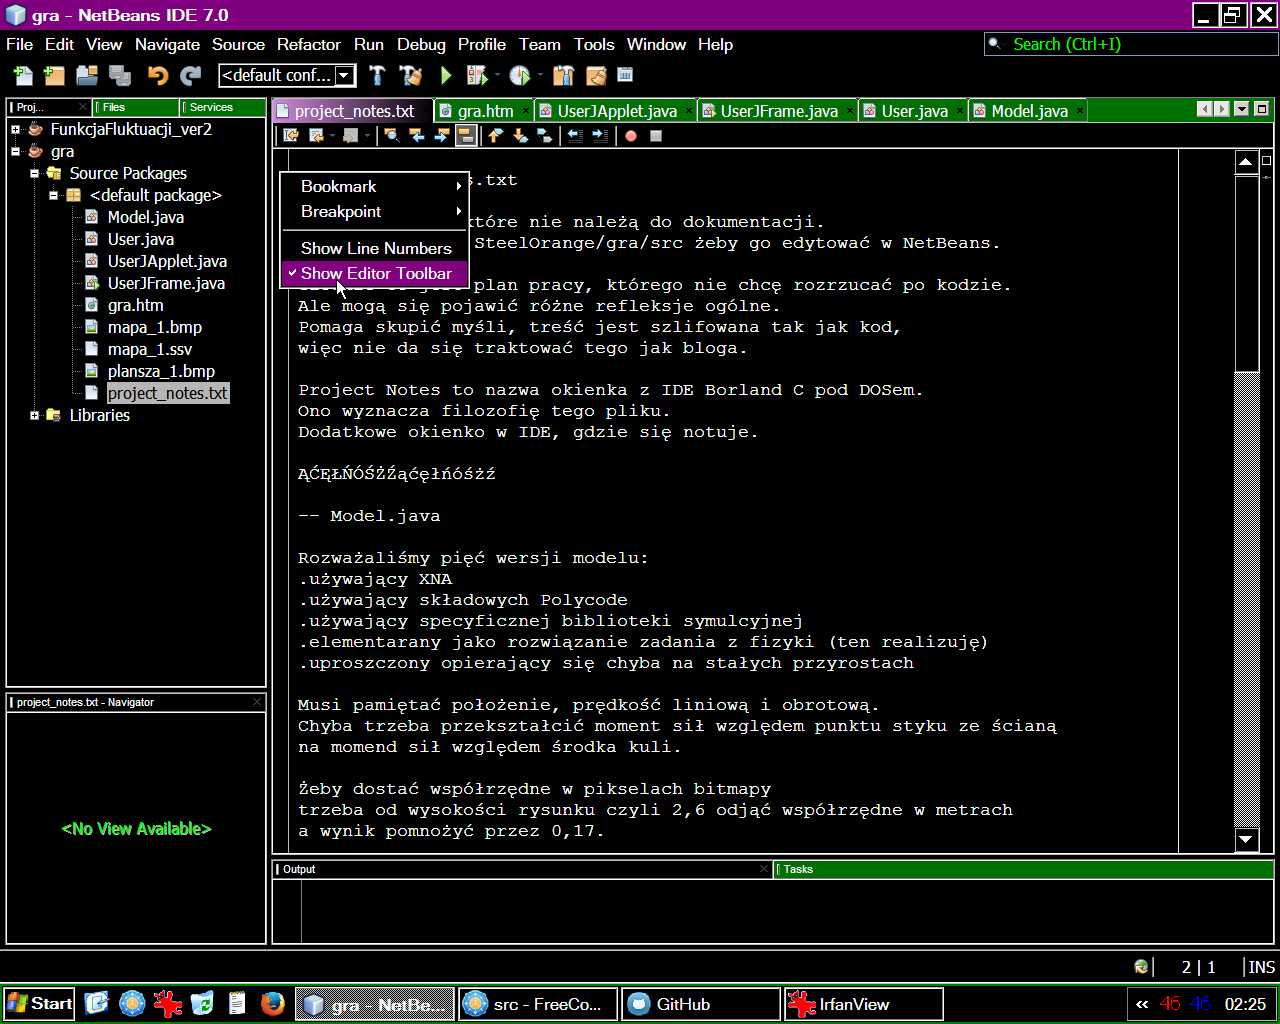 gra - NetBeans IDE 7.0
File Edit View Navigate Source Refactor Run Debug Profile Team Tools Window Help
Search (Ctrl+I)
<default conf...
Proj...
Files
Services
FunkcjaFluktuacji_ver2
gra
Source Packages
<default package>
Model.java
User.java
UserJApplet.java
UserJFrame.java
gra.htm
mapa_1.bmp
mapa_1.ssv
plansza_1.bmp
project_notes.txt
Libraries
project_notes.txt - Navigator
<No View Available>
project_notes.txt
gra.htm
UserJApplet.java
UserJFrame.java
User.java
Model.java
Bookmark
Breakpoint
Show Line Numbers
Show Editor Toolbar
s.txt
które nie należą do dokumentacji.
SteelOrange/gra/src żeby go edytować w NetBeans.
plan pracy, którego nie chcę rozrzucać po kodzie.
Ale mogą się pojawić różne refleksje ogólne.
Pomaga skupić myśli, treść jest szlifowana tak jak kod,
więc nie da się traktować tego jak bloga.
Project Notes to nazwa okienka z IDE Borland C pod DOSem.
Ono wyznacza filozofię tego pliku.
Dodatkowe okienko w IDE, gdzie się notuje.
ĄĆĘŁŃÓŚŻŹąćęłńóśżź
-- Model.java
Rozważaliśmy pięć wersji modelu:
.używający XNA
.używający składowych Polycode
.używający specyficznej biblioteki symulcyjnej
.elementarany jako rozwiązanie zadania z fizyki (ten realizuję)
.uproszczony opierający się chyba na stałych przyrostach
Musi pamiętać położenie, prędkość liniową i obrotową.
Chyba trzeba przekształcić moment sił względem punktu styku ze ścianą
na momend sił względem środka kuli.
Żeby dostać współrzędne w pikselach bitmapy
trzeba od wysokości rysunku czyli 2,6 odjąć współrzędne w metrach
a wynik pomnożyć przez 0,17.
Output
Tasks
2 | 1
INS
Start
gra - NetBe...
src - FreeCo...
GitHub
IrfanView
« 46 46 02:25